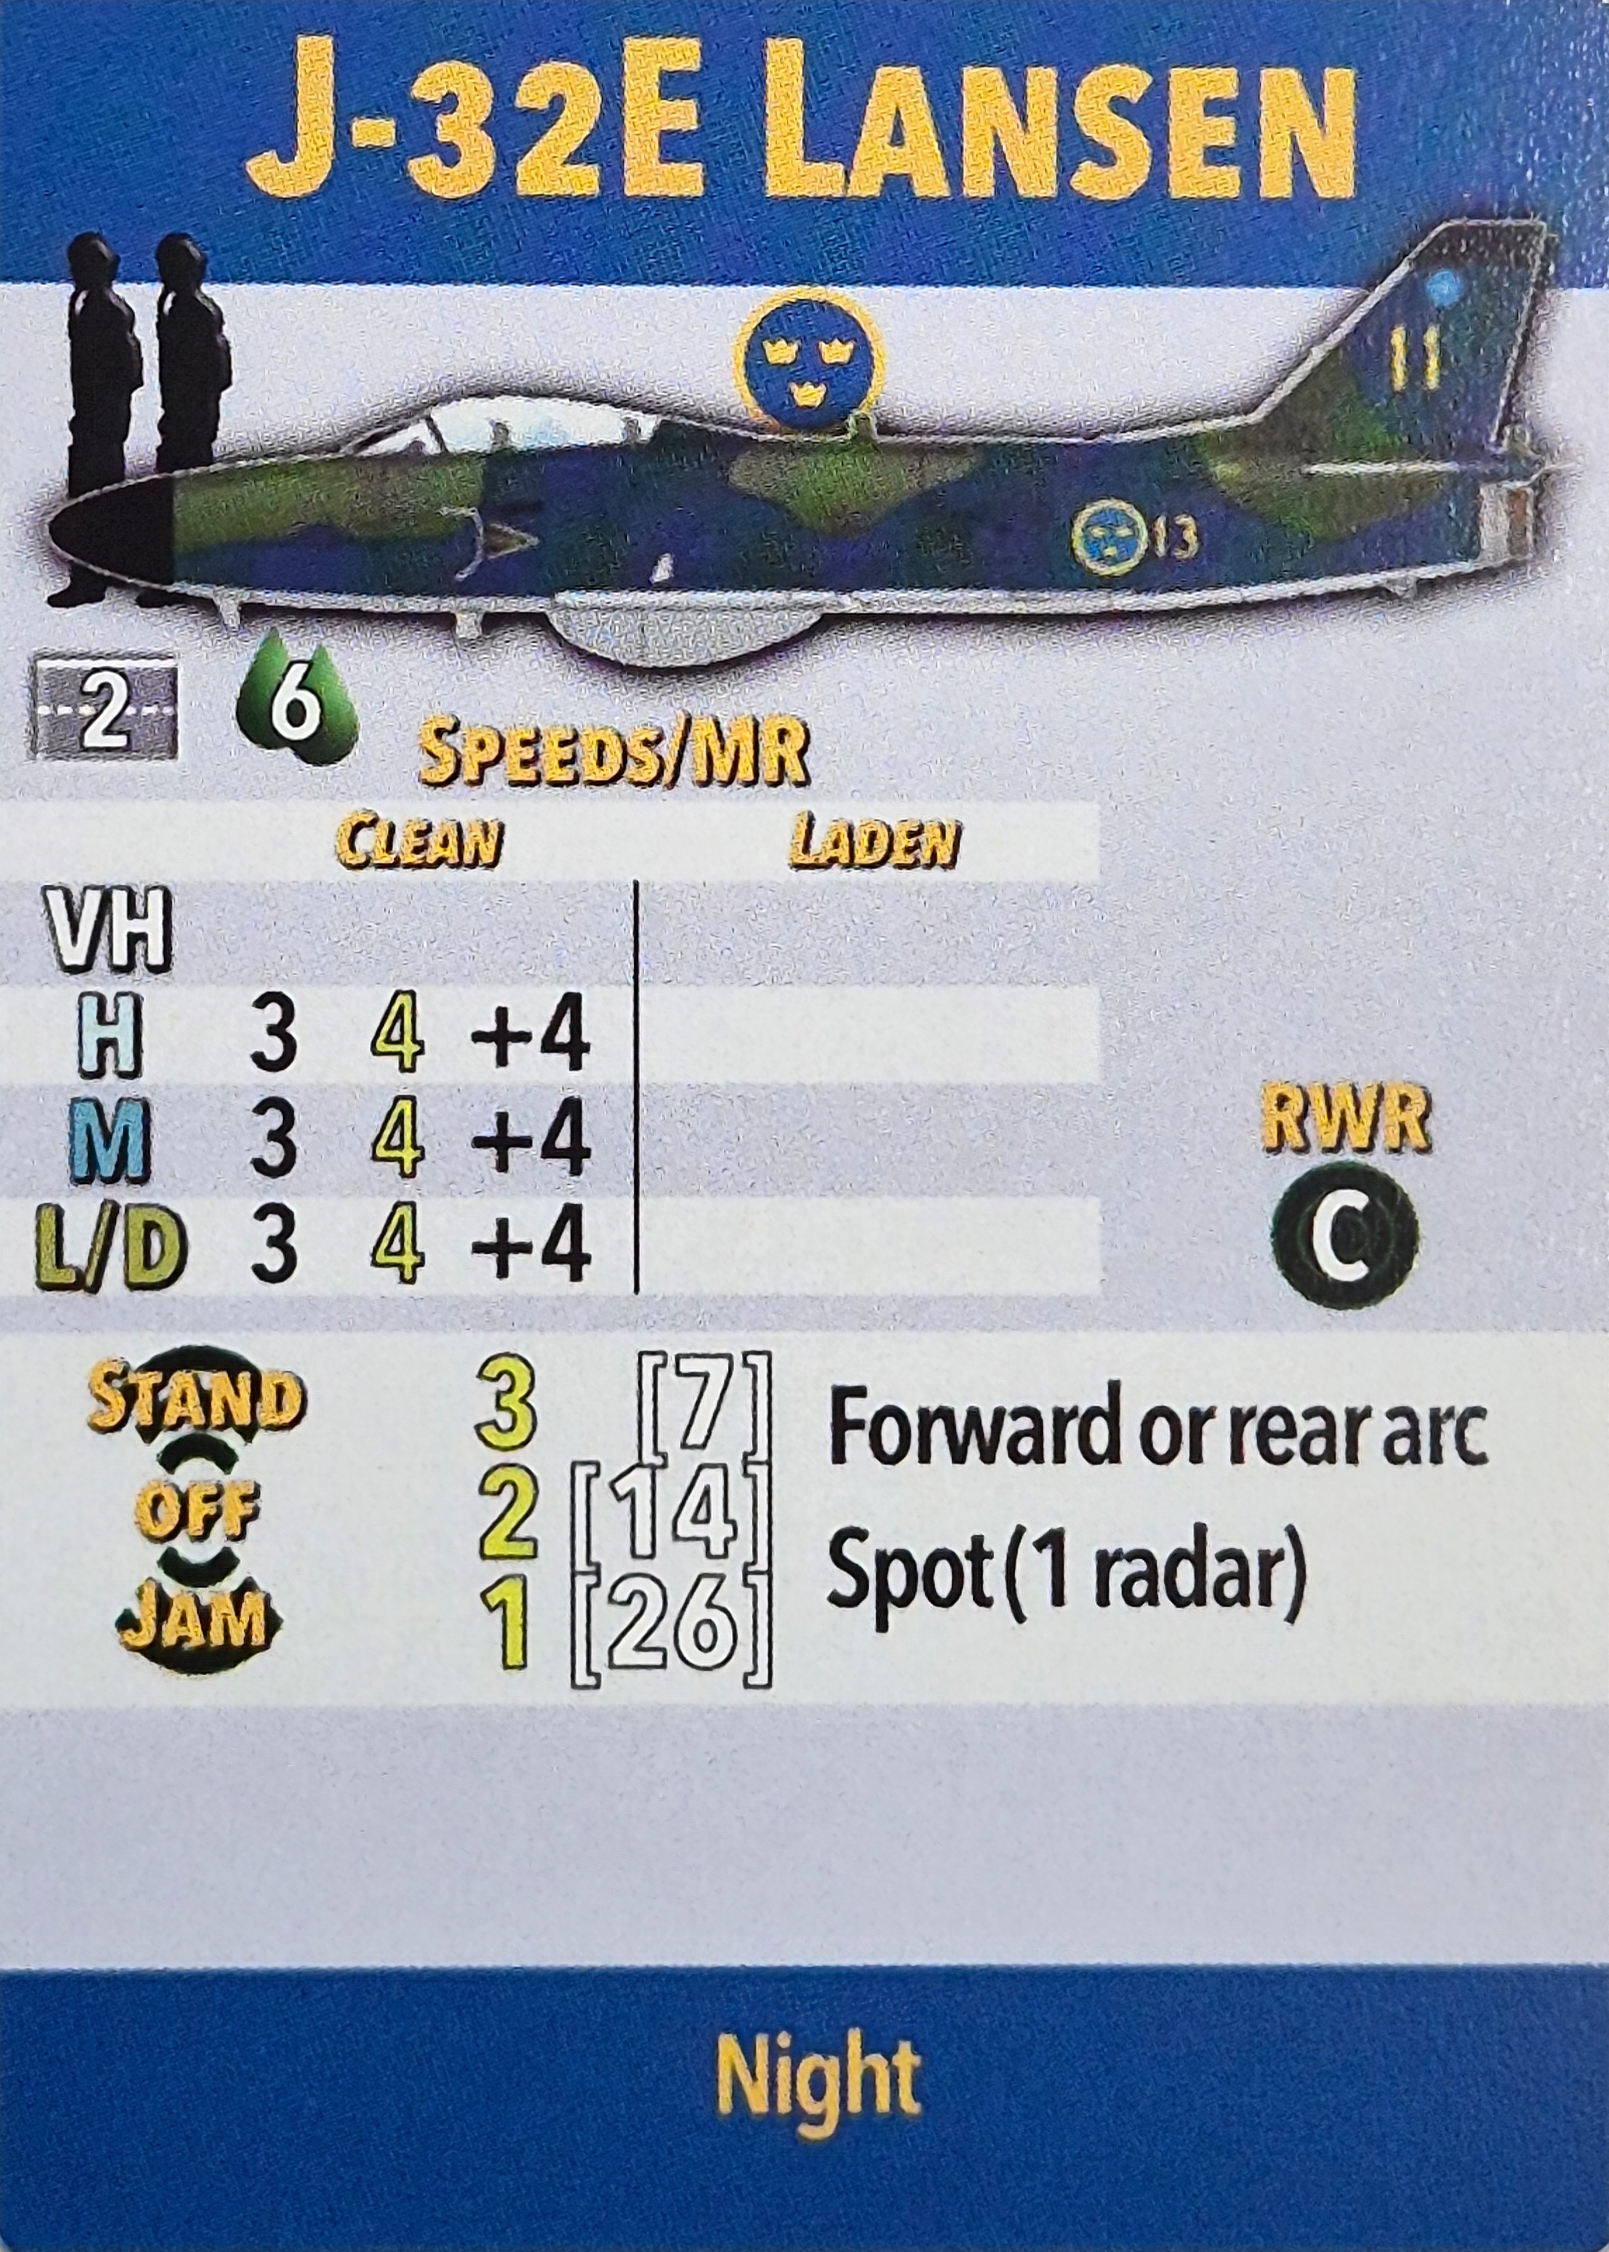 J-32E LANSEN
11
13
2 6
SPEEDS/MR
CLEAN LADEN
VH
H 3 4 +4
M 3 4 +4
L/D 3 4 +4
RWR
C
STAND OFF JAM
3 [7]
2 [14]
1 [26]
Forward or rear arc
Spot (1 radar)
Night